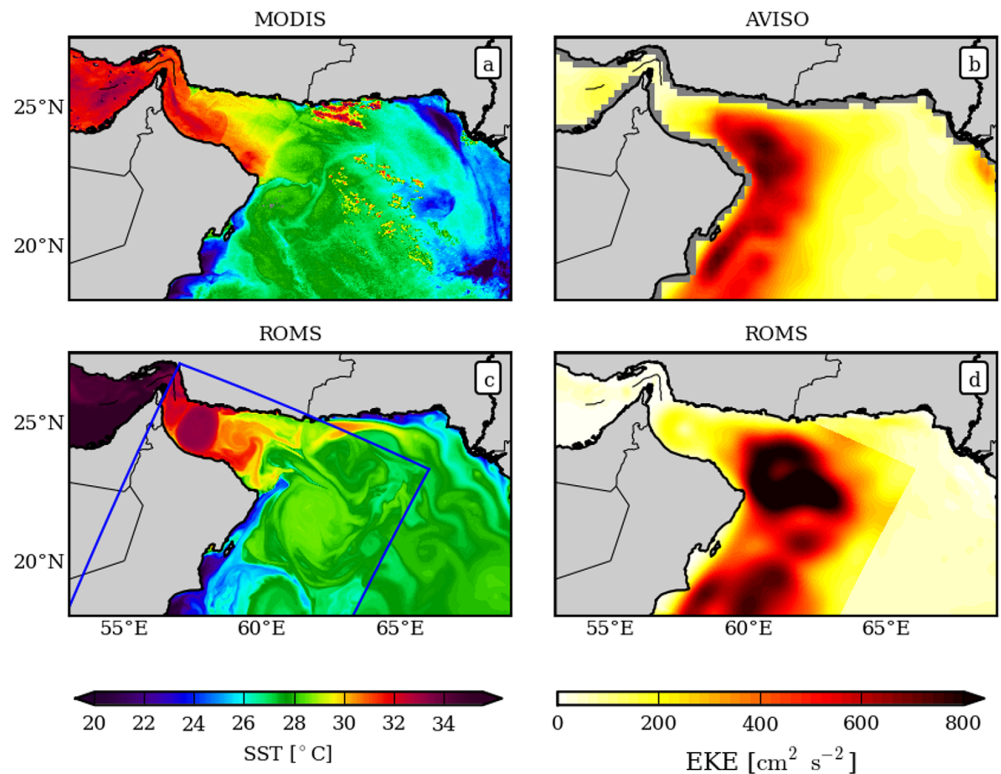 MODIS
AVISO
a
b
25°N
20°N
ROMS
ROMS
c
d
25°N
20°N
55°E 60°E 65°E
55°E 60°E 65°E
20 22 24 26 28 30 32 34
SST [°C]
0 200 400 600 800
EKE [cm² s⁻²]